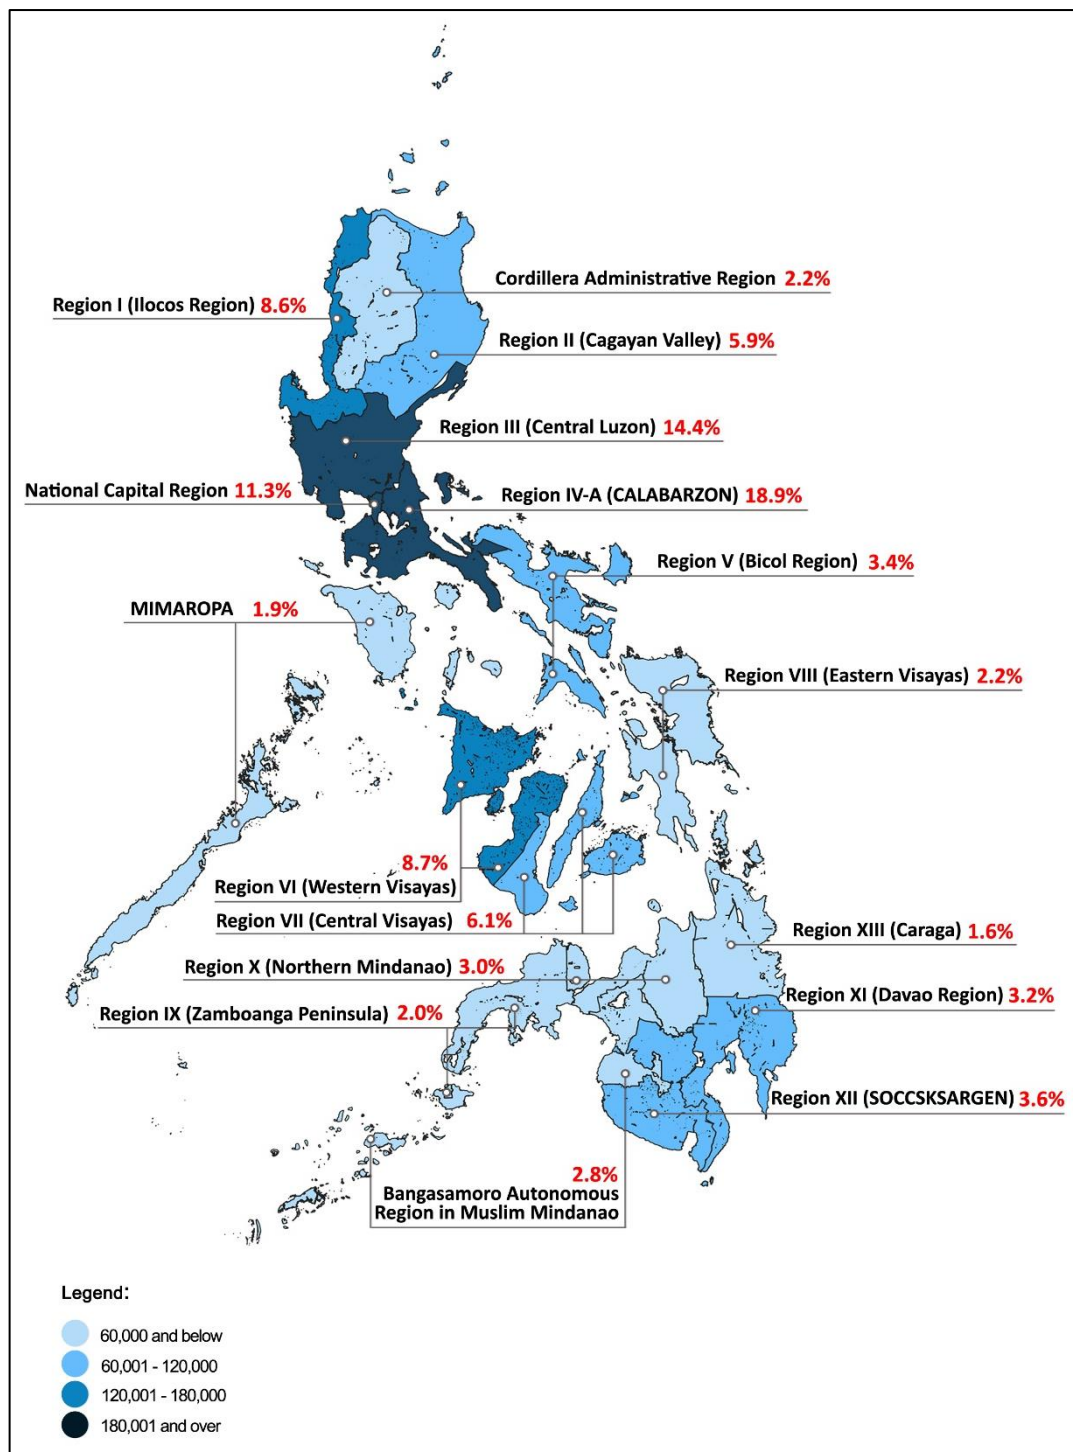 Cordillera Administrative Region 2.2%
Region I (Ilocos Region) 8.6%
Region II (Cagayan Valley) 5.9%
Region III (Central Luzon) 14.4%
National Capital Region 11.3%
Region IV-A (CALABARZON) 18.9%
Region V (Bicol Region) 3.4%
MIMAROPA 1.9%
Region VIII (Eastern Visayas) 2.2%
8.7%
Region VI (Western Visayas)
Region VII (Central Visayas) 6.1%
Region XIII (Caraga) 1.6%
Region X (Northern Mindanao) 3.0%
Region XI (Davao Region) 3.2%
Region IX (Zamboanga Peninsula) 2.0%
Region XII (SOCCSKSARGEN) 3.6%
2.8%
Bangasamoro Autonomous
Region in Muslim Mindanao
Legend:
60,000 and below
60,001 - 120,000
120,001 - 180,000
180,001 and over